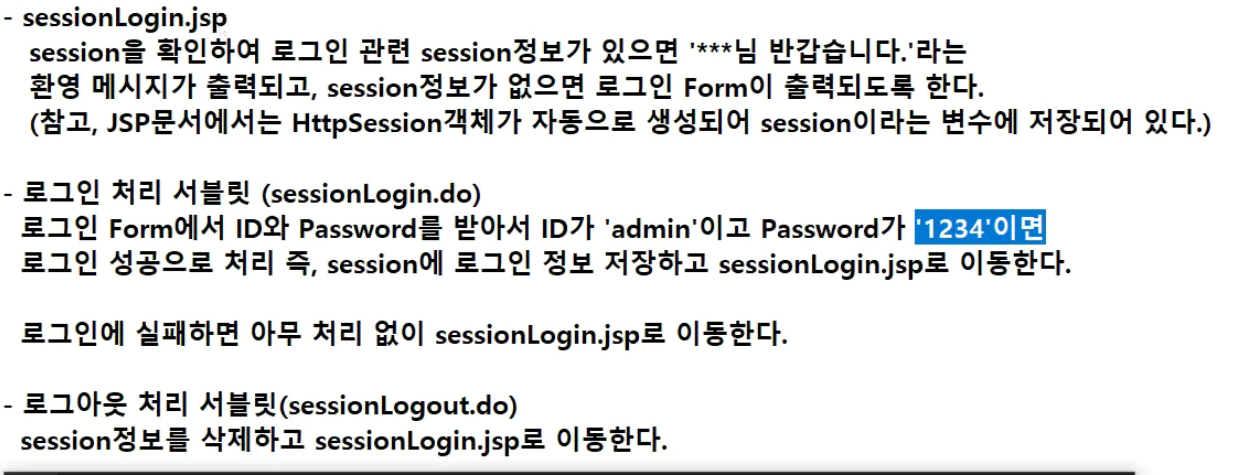 - sessionLogin.jsp
session을 확인하여 로그인 관련 session정보가 있으면 '***님 반갑습니다.'라는
환영 메시지가 출력되고, session정보가 없으면 로그인 Form이 출력되도록 한다.
(참고, JSP문서에서는 HttpSession객체가 자동으로 생성되어 session이라는 변수에 저장되어 있다.)
- 로그인 처리 서블릿 (sessionLogin.do)
로그인 Form에서 ID와 Password를 받아서 ID가 'admin'이고 Password가 '1234'이면
로그인 성공으로 처리 즉, session에 로그인 정보 저장하고 sessionLogin.jsp로 이동한다.
로그인에 실패하면 아무 처리 없이 sessionLogin.jsp로 이동한다.
- 로그아웃 처리 서블릿(sessionLogout.do)
session정보를 삭제하고 sessionLogin.jsp로 이동한다.